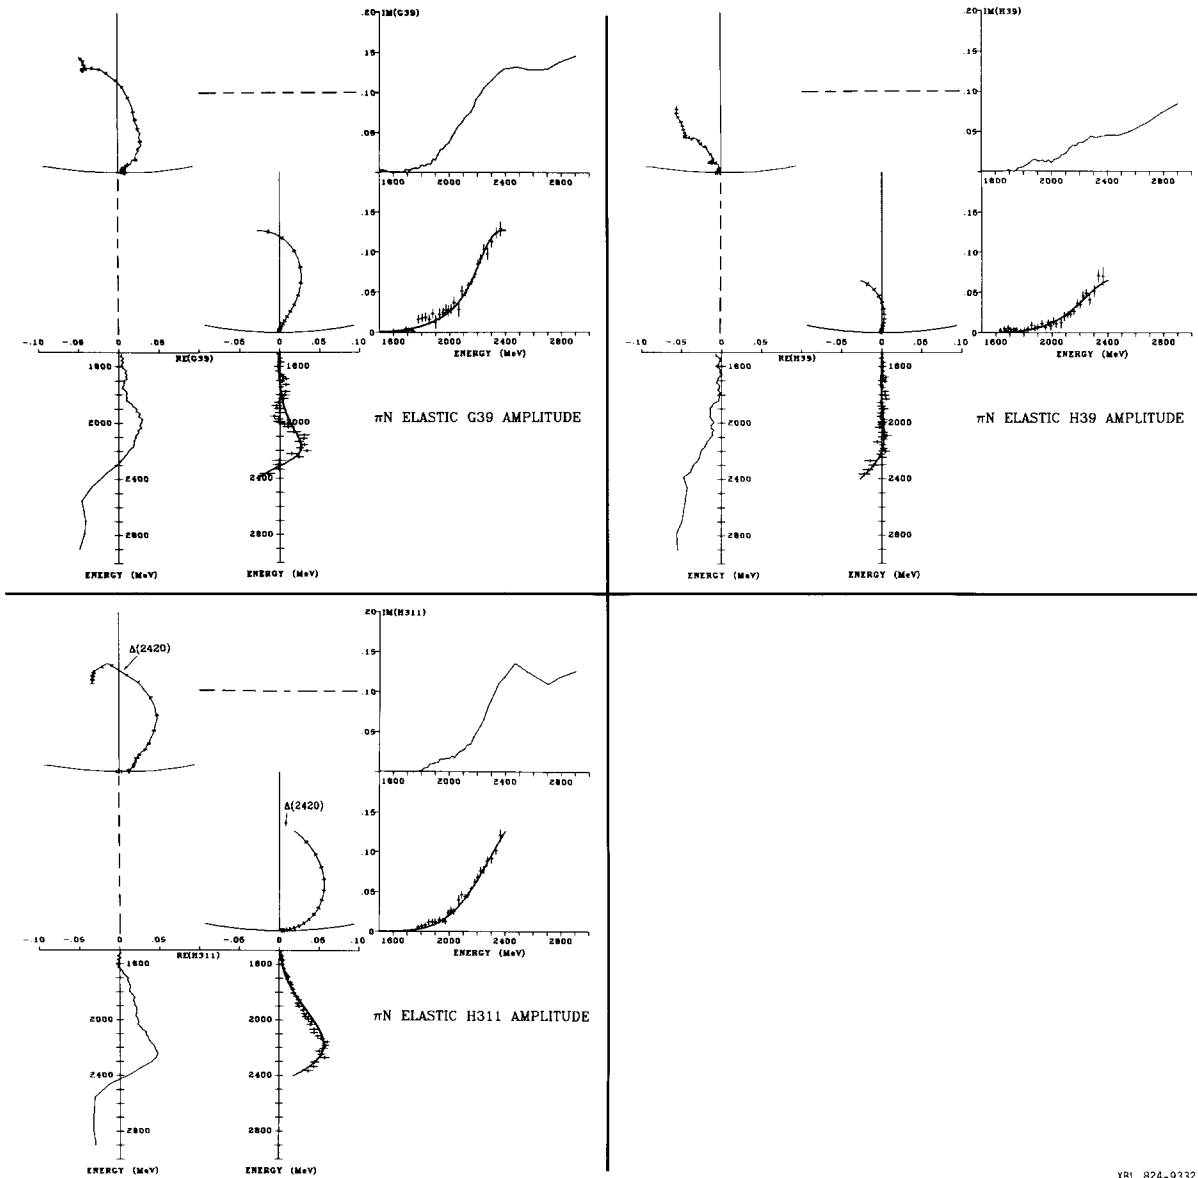 .20 IM(G39)
.15
.10
.05
0
1600 2000 2400 2800
.15
.10
.05
0
1600 2000 2400 2800
ENERGY (MeV)
-.10 -.05 0 -.05 0 .05 .10
RE(G39)
1600
2000
2400
2800
ENERGY (MeV)
1600
2000
2400
2800
ENERGY (MeV)
πN ELASTIC G39 AMPLITUDE
.20 IM(H39)
.15
.10
.05
0
1600 2000 2400 2800
.15
.10
.05
0
1600 2000 2400 2800
ENERGY (MeV)
-.10 -.05 0 -.05 0 .05 .10
RE(H39)
1600
2000
2400
2800
ENERGY (MeV)
1600
2000
2400
2800
ENERGY (MeV)
πN ELASTIC H39 AMPLITUDE
.20 IM(H311)
.15
.10
.05
0
1600 2000 2400 2800
Δ(2420)
.15
.10
.05
0
1600 2000 2400 2800
ENERGY (MeV)
Δ(2420)
-.10 -.05 0 -.05 0 .05 .10
RE(H311)
1600
2000
2400
2800
ENERGY (MeV)
1600
2000
2400
2800
ENERGY (MeV)
πN ELASTIC H311 AMPLITUDE
XBL 824-9332